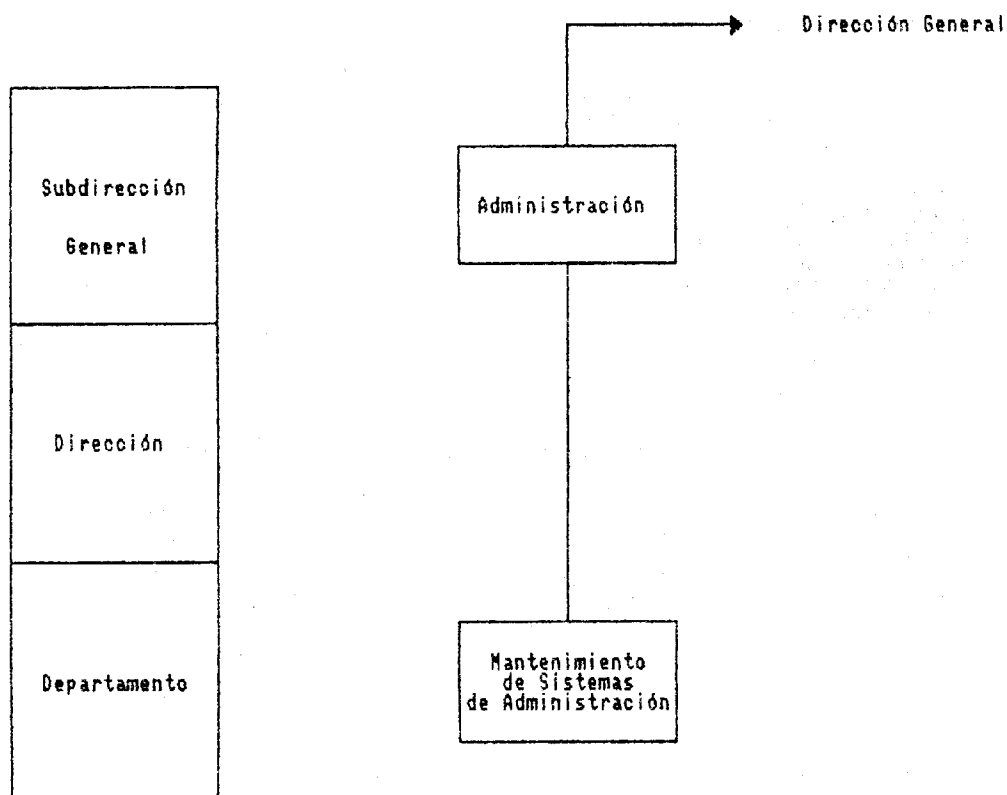 Dirección General
Subdirección
General
Administración
Dirección
Departamento
Mantenimiento
de Sistemas
de Administración